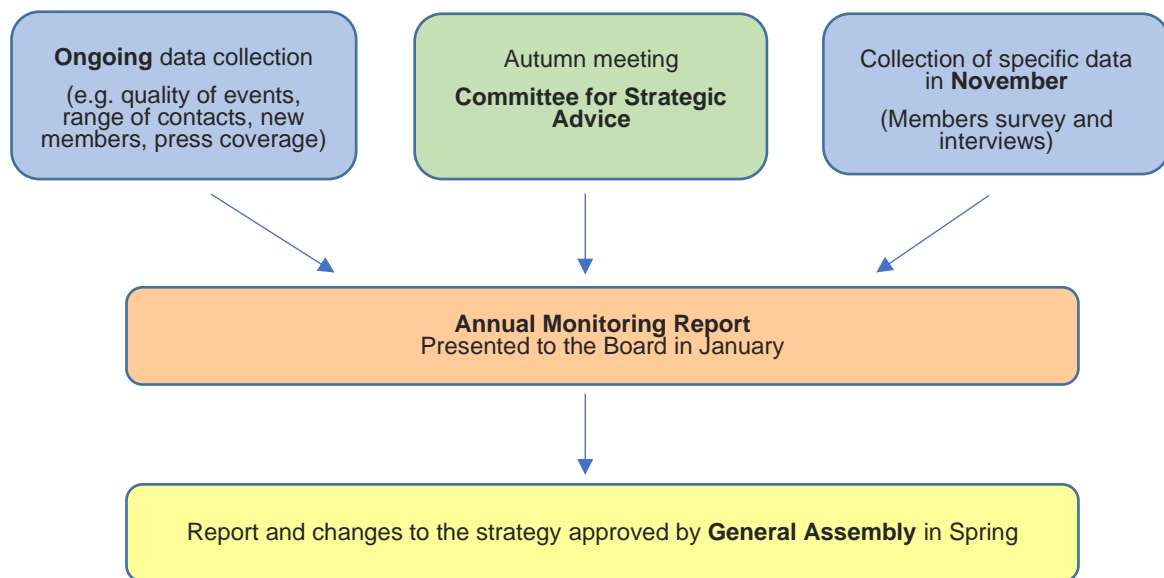 Ongoing data collection
(e.g. quality of events,
range of contacts, new
members, press coverage)
Autumn meeting
Committee for Strategic
Advice
Collection of specific data
in November
(Members survey and
interviews)
Annual Monitoring Report
Presented to the Board in January
Report and changes to the strategy approved by General Assembly in Spring